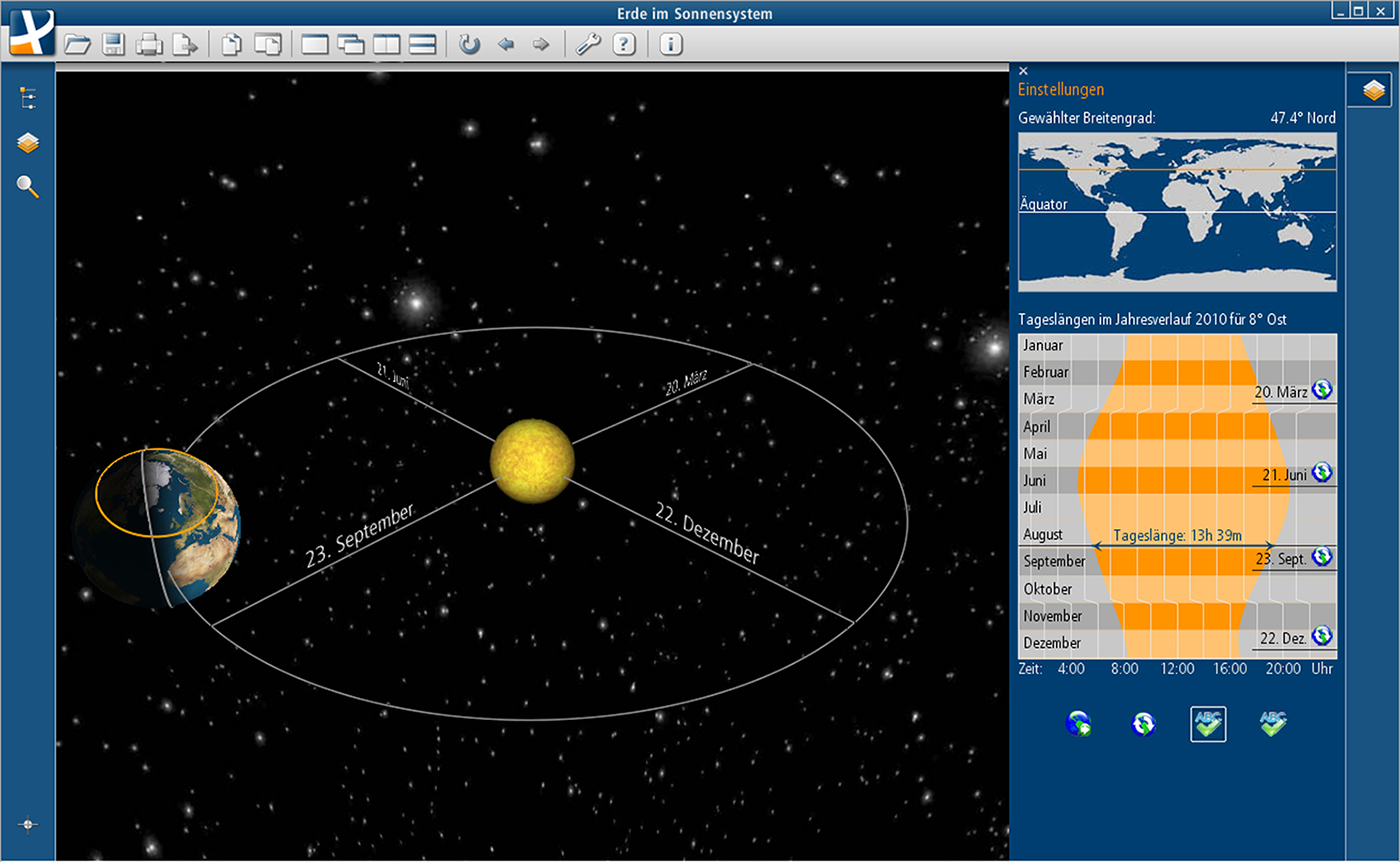 Erde im Sonnensystem
Einstellungen
Gewählter Breitengrad: 47.4° Nord
Äquator
21. Juni
20. März
23. September
22. Dezember
Tageslängen im Jahresverlauf 2010 für 8° Ost
Januar
Februar
20. März
März
April
Mai
21. Juni
Juni
Juli
August
Tageslänge: 13h 39m
23. Sept.
September
Oktober
November
22. Dez.
Dezember
Zeit: 4:00 8:00 12:00 16:00 20:00 Uhr
ABC ABC